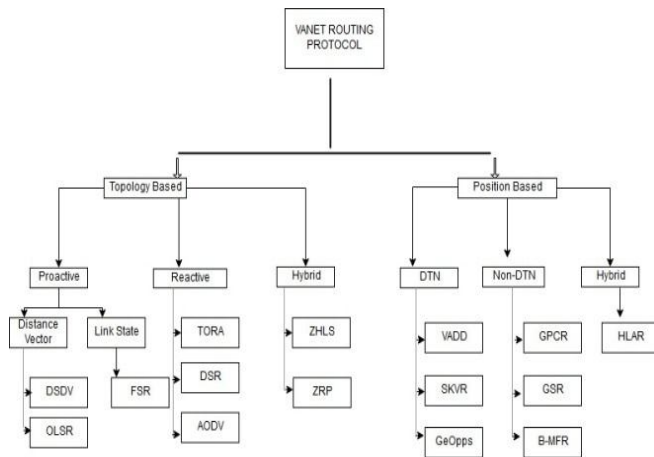 VANET ROUTING
PROTOCOL
Topology Based
Position Based
Proactive
Reactive
Hybrid
DTN
Non-DTN
Hybrid
Distance
Vector
Link State
TORA
ZHLS
VADD
GPCR
HLAR
DSDV
FSR
DSR
ZRP
SKVR
GSR
OLSR
AODV
GeOpps
B-MFR